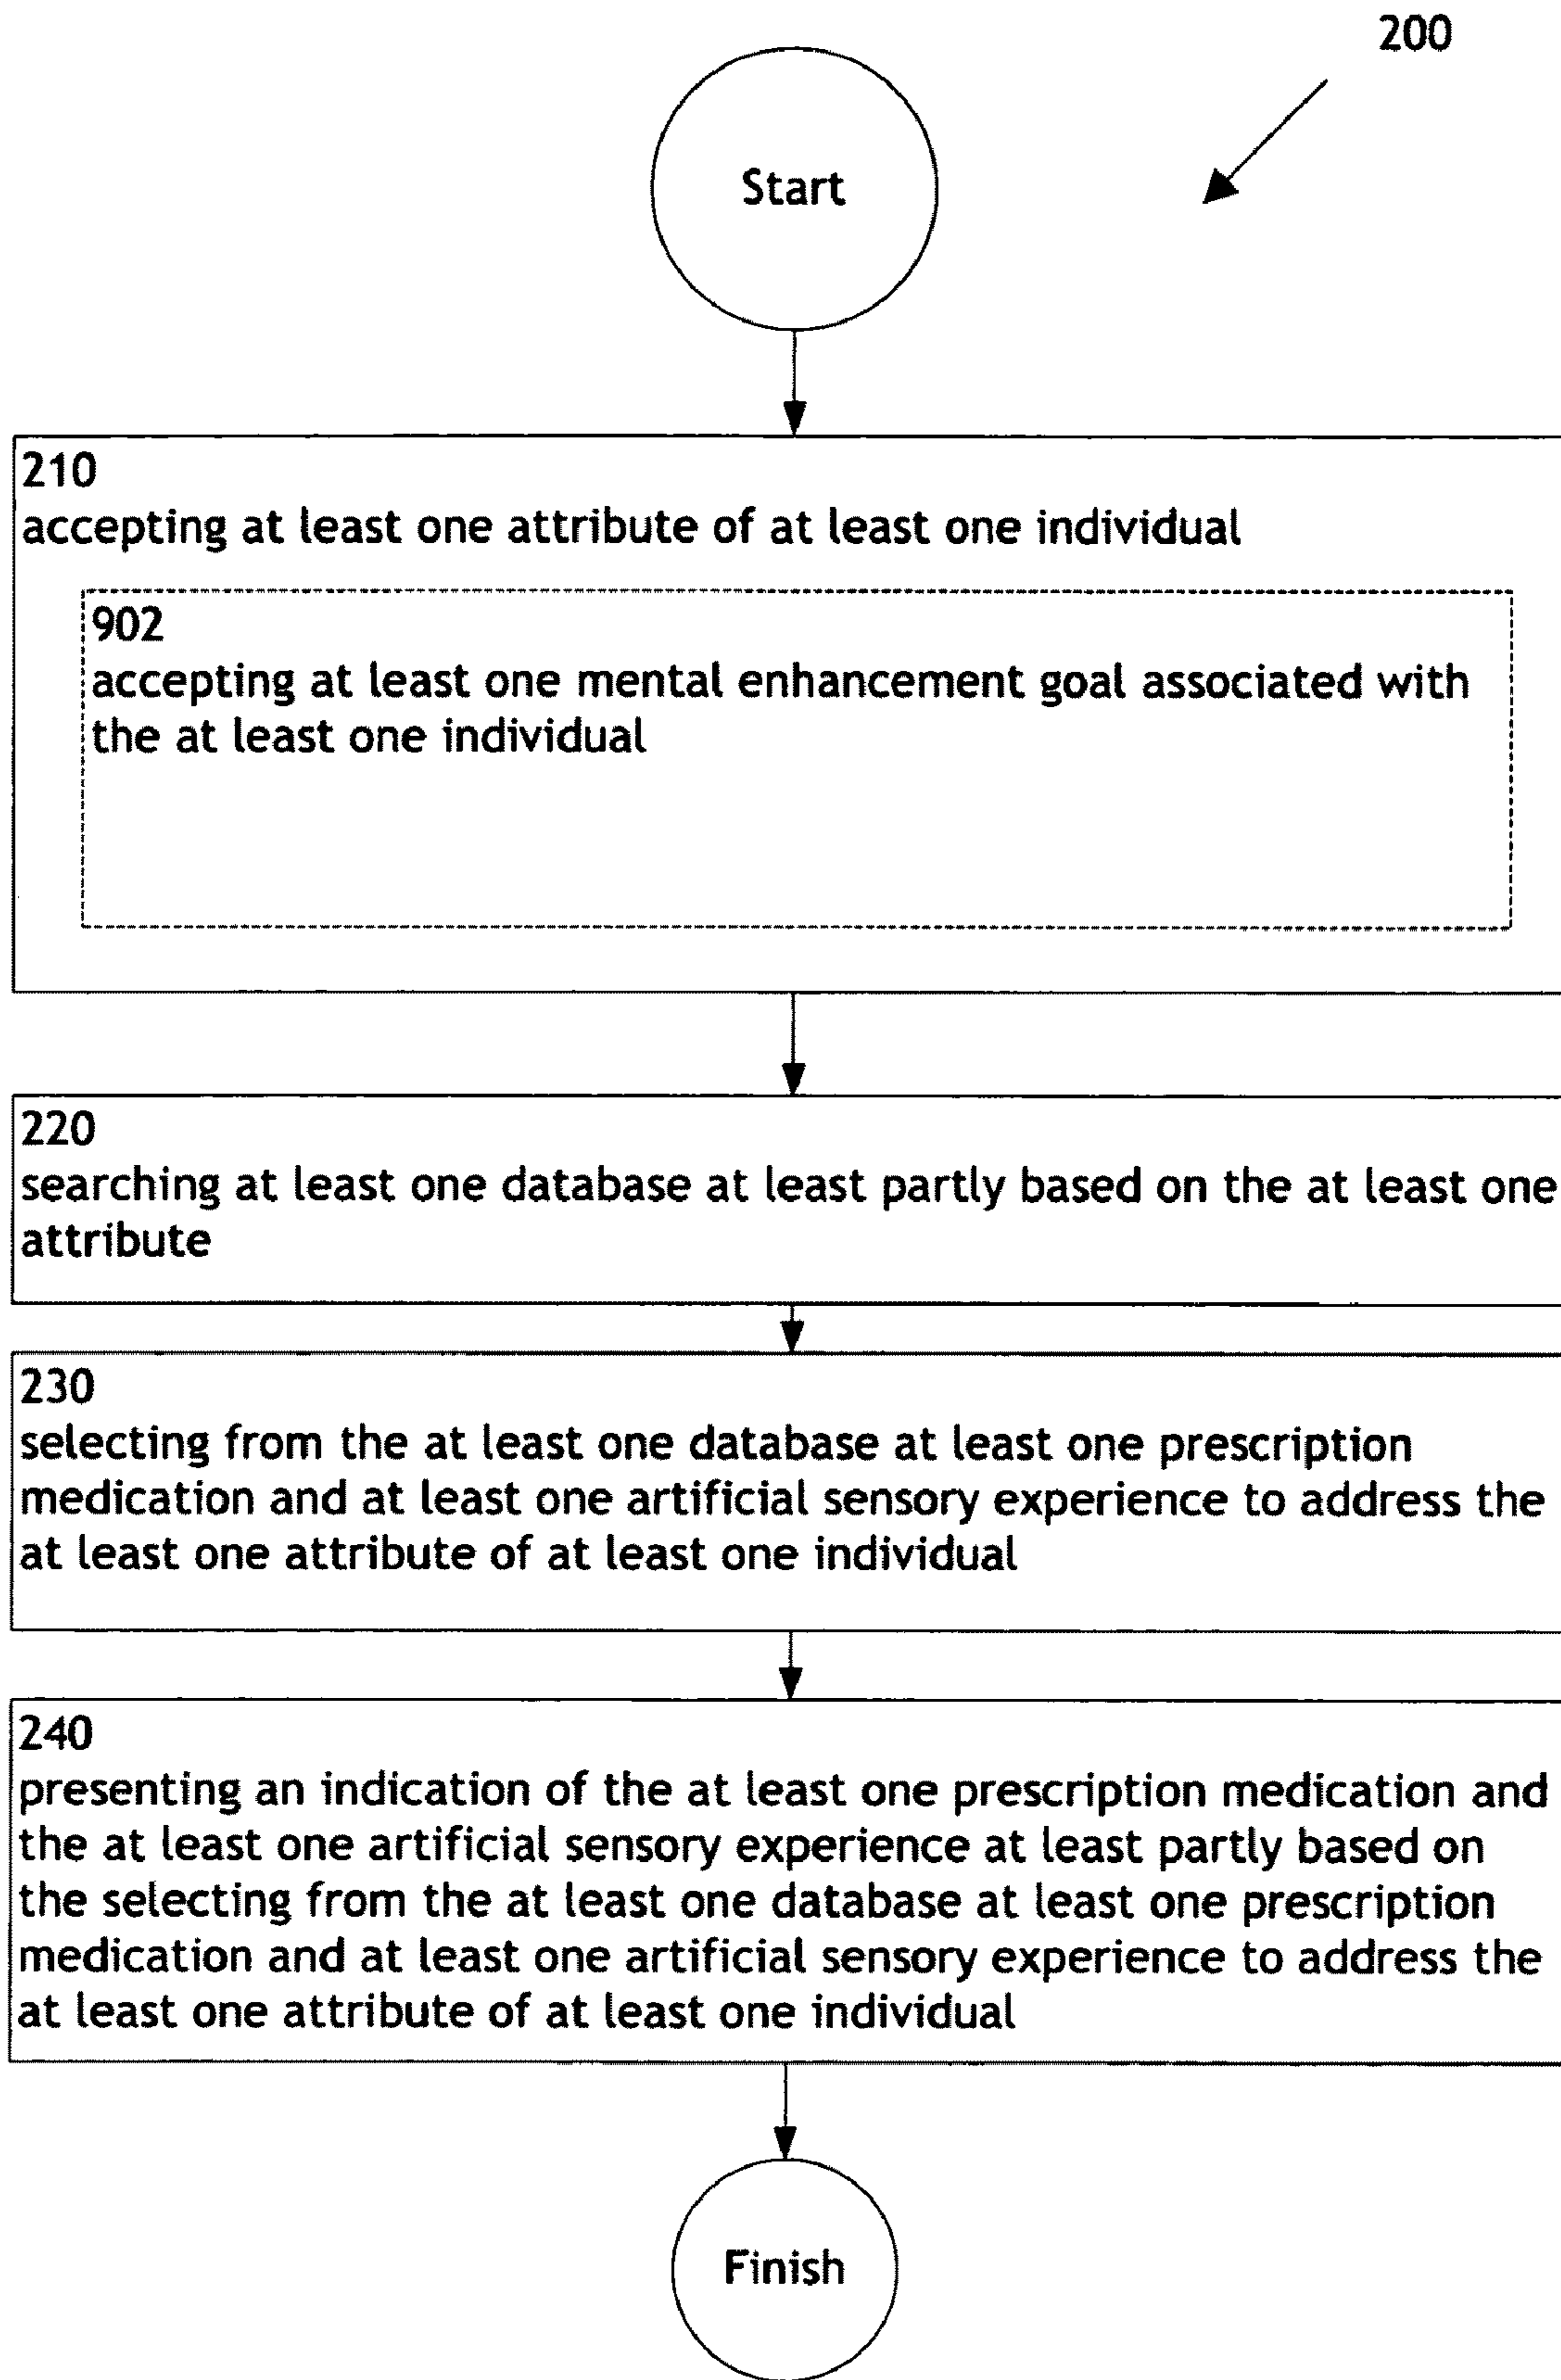 200
Start
210
accepting at least one attribute of at least one individual
902
accepting at least one mental enhancement goal associated with
the at least one individual
220
searching at least one database at least partly based on the at least one
attribute
230
selecting from the at least one database at least one prescription
medication and at least one artificial sensory experience to address the
at least one attribute of at least one individual
240
presenting an indication of the at least one prescription medication and
the at least one artificial sensory experience at least partly based on
the selecting from the at least one database at least one prescription
medication and at least one artificial sensory experience to address the
at least one attribute of at least one individual
Finish